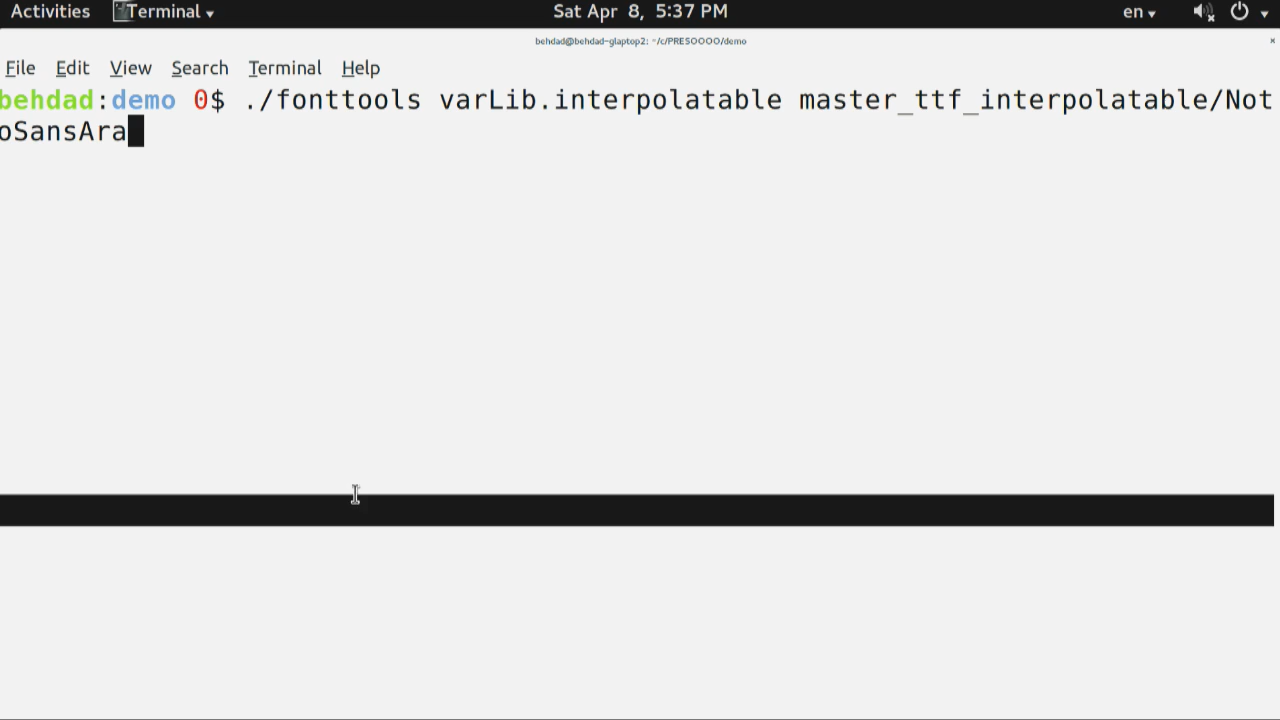 Activities Terminal Sat Apr 8, 5:37 PM en
behdad@behdad-glaptop2: ~/c/PRESOOOO/demo
File Edit View Search Terminal Help
behdad:demo 0$ ./fonttools varLib.interpolatable master_ttf_interpolatable/Not
oSansAra